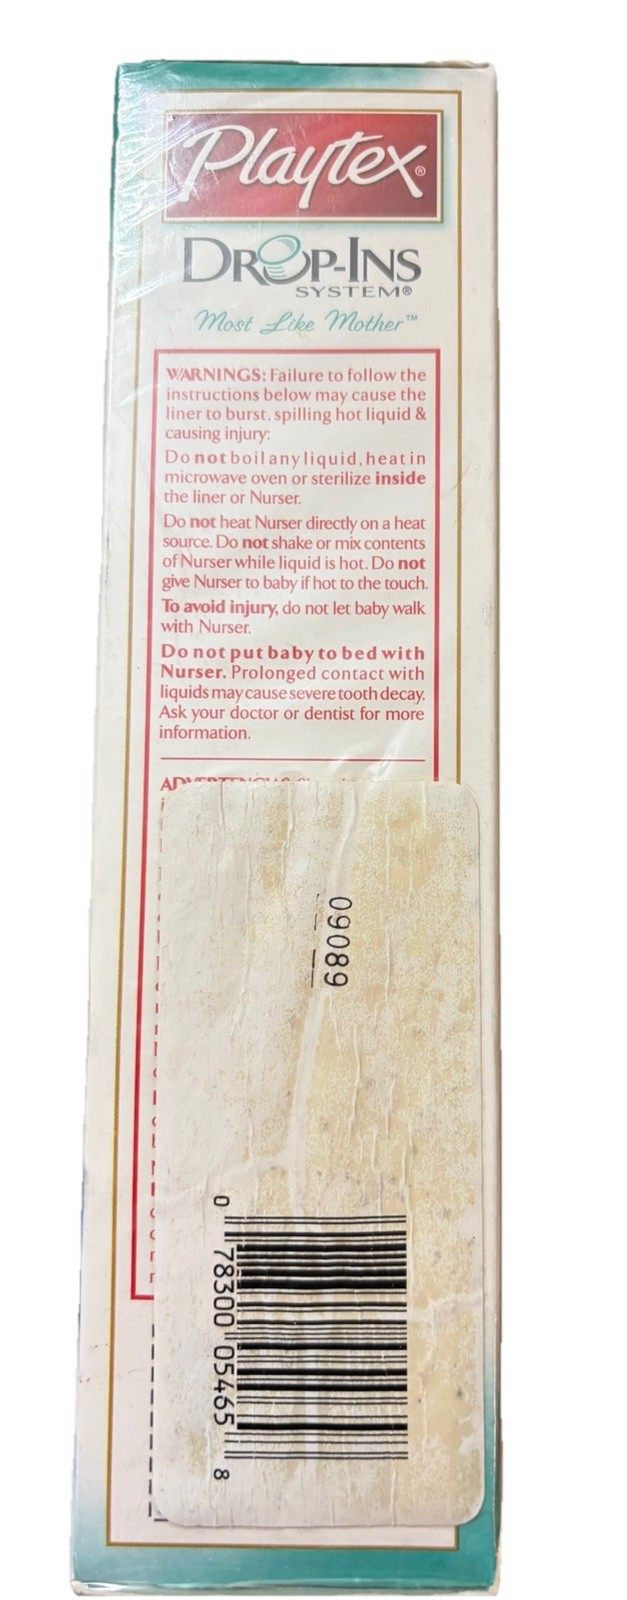 Playtex®
DROP-INS
SYSTEM®
Most Like Mother™
WARNINGS: Failure to follow the
instructions below may cause the
liner to burst, spilling hot liquid &
causing injury:
Do not boil any liquid, heat in
microwave oven or sterilize inside
the liner or Nurser.
Do not heat Nurser directly on a heat
source. Do not shake or mix contents
of Nurser while liquid is hot. Do not
give Nurser to baby if hot to the touch.
To avoid injury, do not let baby walk
with Nurser.
Do not put baby to bed with
Nurser. Prolonged contact with
liquids may cause severe tooth decay.
Ask your doctor or dentist for more
information.
09089
0 78300 05465 8